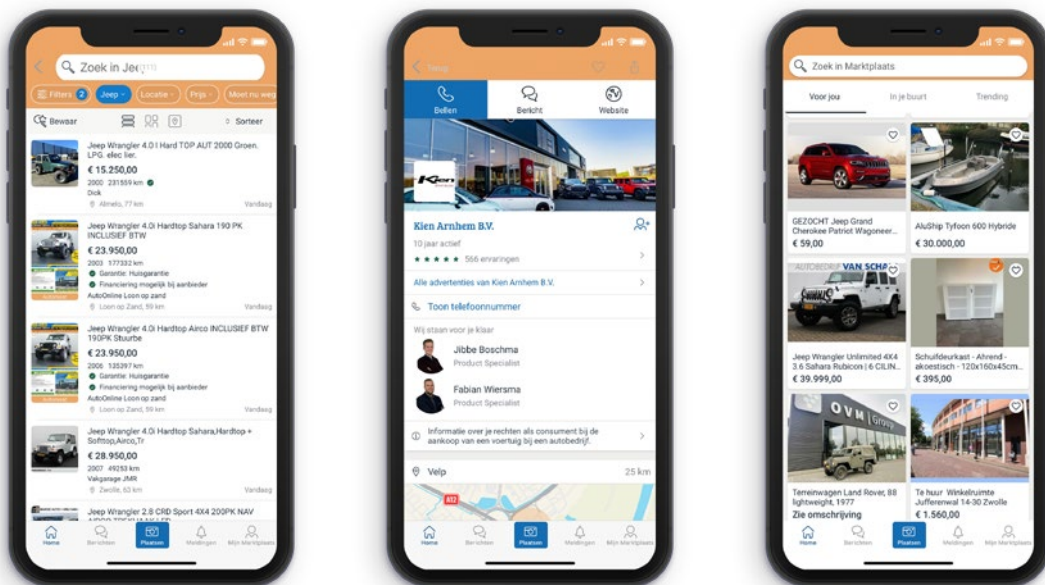 Zoek in Jeep
Filters 2 Jeep Locatie Prijs Moet nu weg
Bewaar Sorteer
Jeep Wrangler 4.0 I Hard TOP AUT 2000 Groen.
LPG. elec lier.
€ 15.250,00
2000 231559 km
Dick
Almelo, 77 km Vandaag
Jeep Wrangler 4.0i Hardtop Sahara 190 PK
INCLUSIEF BTW
€ 23.950,00
2003 177332 km
Garantie: Huisgarantie
Financiering mogelijk bij aanbieder
AutoOnline Loon op zand
Loon op Zand, 59 km Vandaag
Jeep Wrangler 4.0i Hardtop Airco INCLUSIEF BTW
190PK Stuurbe
€ 23.950,00
2006 135397 km
Garantie: Huisgarantie
Financiering mogelijk bij aanbieder
AutoOnline Loon op zand
Loon op Zand, 59 km Vandaag
Jeep Wrangler 4.0i Hardtop Sahara,Hardtop +
Softtop,Airco,Tr
€ 28.950,00
2007 49253 km
Vakgarage JMR
Zwolle, 63 km Vandaag
Jeep Wrangler 2.8 CRD Sport 4X4 200PK NAV
Home Berichten Plaatsen Meldingen Mijn Marktplaats
Terug
Bellen Bericht Website
Kien
Kien Arnhem B.V.
10 jaar actief
566 ervaringen
Alle advertenties van Kien Arnhem B.V.
Toon telefoonnummer
Wij staan voor je klaar
Jibbe Boschma
Product Specialist
Fabian Wiersma
Product Specialist
Informatie over je rechten als consument bij de
aankoop van een voertuig bij een autobedrijf.
Velp 25 km
A12
Home Berichten Plaatsen Meldingen Mijn Marktplaats
Zoek in Marktplaats
Voor jou In je buurt Trending
GEZOCHT Jeep Grand
Cherokee Patriot Wagoneer...
€ 59,00
AluShip Tyfoon 600 Hybride
€ 30.000,00
AUTOBEDRIJF VAN SCHA
Jeep Wrangler Unlimited 4X4
3.6 Sahara Rubicon | 6 CILIN...
€ 39.999,00
Schuifdeurkast - Ahrend -
akoestisch - 120x160x45cm...
€ 395,00
OVM Group
Terreinwagen Land Rover, 88
lightweight, 1977
Zie omschrijving
Te huur Winkelruimte
Jufferenwal 14-30 Zwolle
€ 1.560,00
Home Berichten Plaatsen Meldingen Mijn Marktplaats